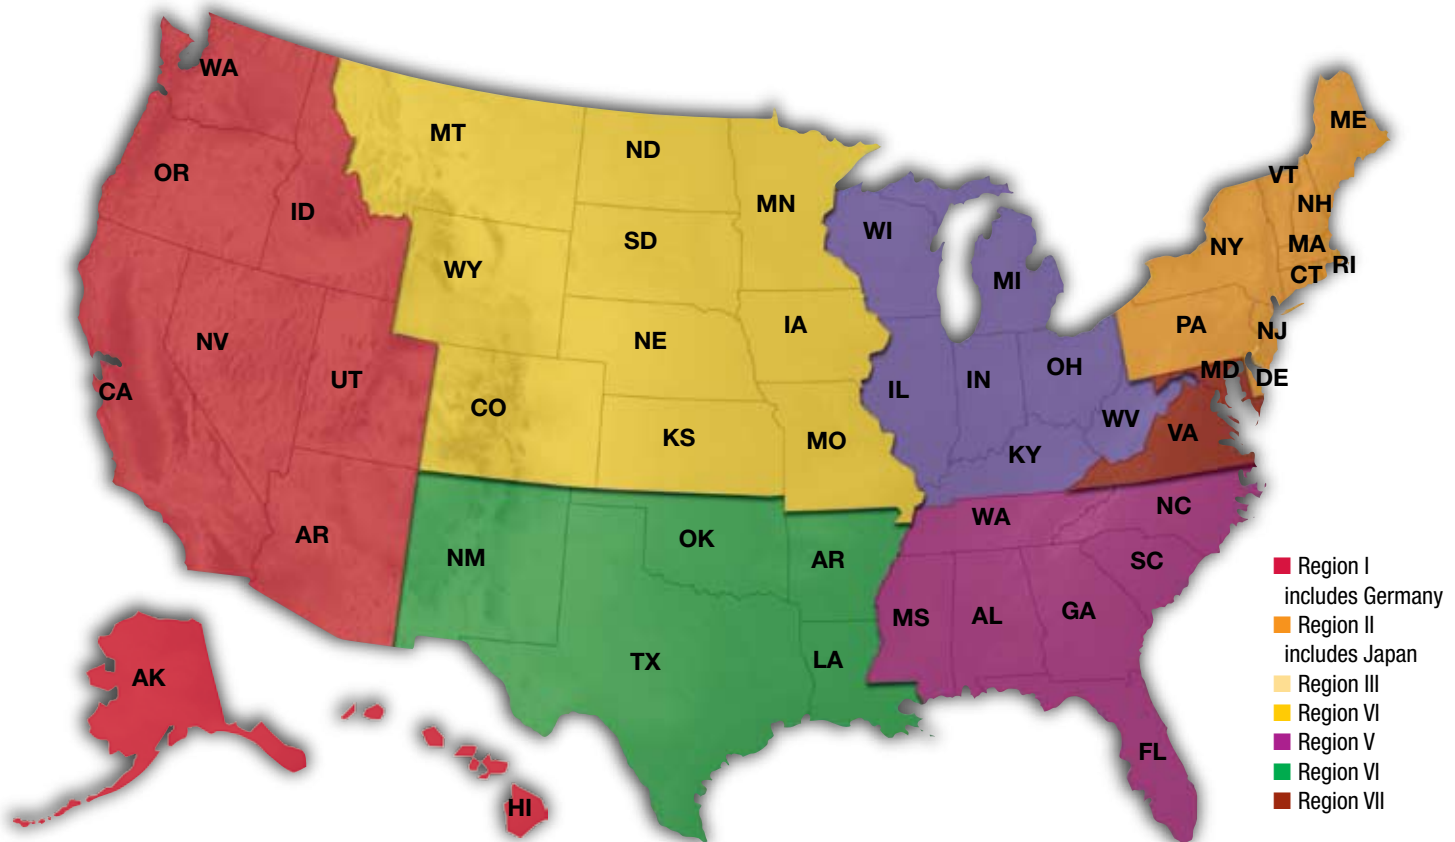 WA
ME
MT
ND
OR
VT
MN
NH
ID
WI
SD
NY
MA
RI
WY
CT
MI
IA
PA
NJ
NV
NE
OH
MD
DE
UT
IN
CA
IL
CO
WV
VA
KS
MO
KY
NC
WA
AR
OK
NM
AR
SC
MS
AL
GA
TX
LA
AK
FL
HI
Region I
includes Germany
Region II
includes Japan
Region III
Region VI
Region V
Region VI
Region VII